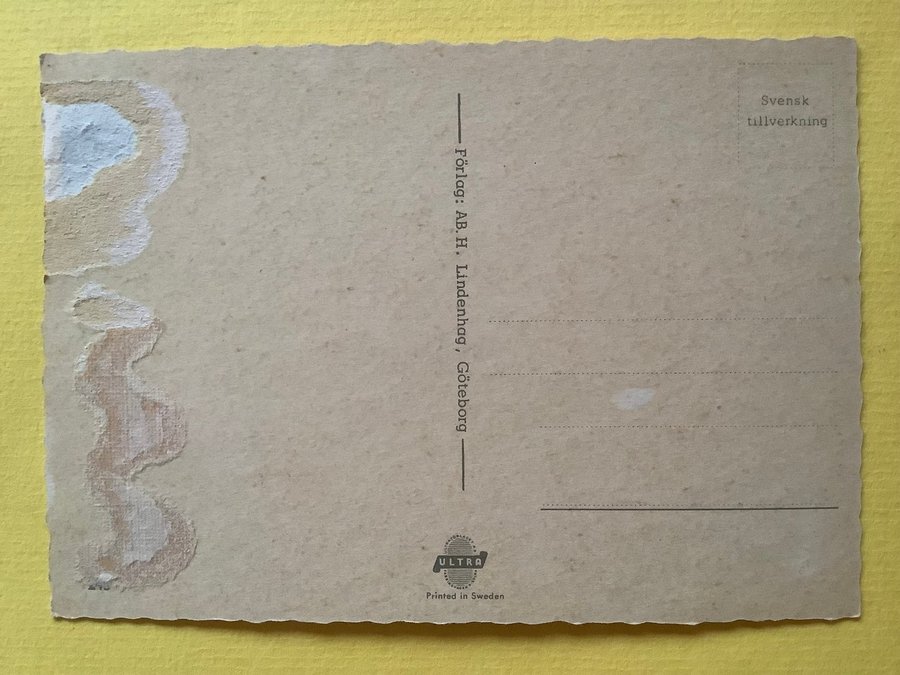 Svensk
tillverkning
Förlag: AB. H. Lindenhag, Göteborg
ULTRA
Printed in Sweden